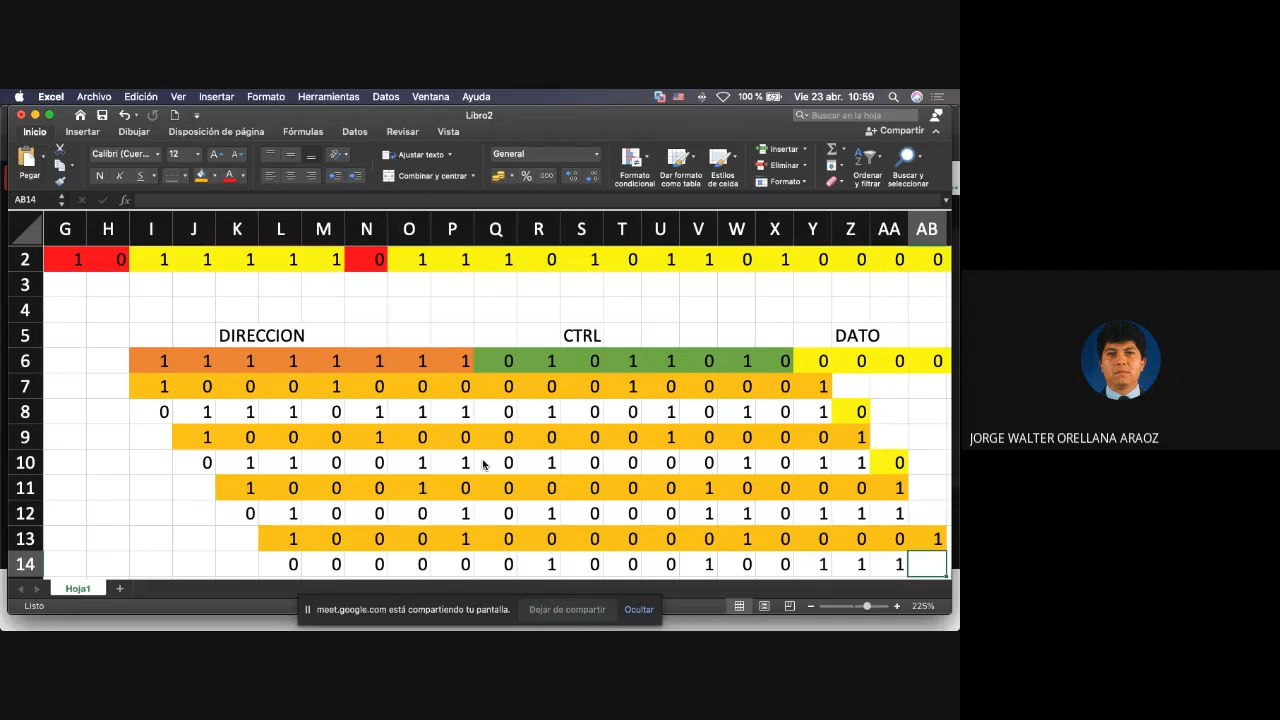 Excel Archivo Edición Ver Insertar Formato Herramientas Datos Ventana Ayuda 100 % Vie 23 abr. 10:59
Libro2 Buscar en la hoja
Inicio Insertar Dibujar Disposición de página Fórmulas Datos Revisar Vista Compartir
Pegar Calibri (Cuer... 12 A A Ajustar texto General Insertar
N K S A Combinar y centrar % 000 Eliminar
Formato condicional Dar formato como tabla Estilos de celda Formato Ordenar y filtrar Buscar y seleccionar
AB14 fx
G H I J K L M N O P Q R S T U V W X Y Z AA AB
2 1 0 1 1 1 1 1 0 1 1 1 0 1 0 1 1 0 1 0 0 0 0
3
4
5 DIRECCION CTRL DATO
6 1 1 1 1 1 1 1 1 0 1 0 1 1 0 1 0 0 0 0 0
7 1 0 0 0 1 0 0 0 0 0 0 1 0 0 0 0 1
8 0 1 1 1 0 1 1 1 0 1 0 0 1 0 1 0 1 0
9 1 0 0 0 1 0 0 0 0 0 0 1 0 0 0 0 1
10 0 1 1 0 0 1 1 0 1 0 0 0 0 1 0 1 1 0
11 1 0 0 0 1 0 0 0 0 0 0 1 0 0 0 0 1
12 0 1 0 0 0 1 0 1 0 0 0 1 1 0 1 1 1
13 1 0 0 0 1 0 0 0 0 0 0 1 0 0 0 0 1
14 0 0 0 0 0 0 1 0 0 0 1 0 0 1 1 1
Hoja1
Listo 225%
meet.google.com está compartiendo tu pantalla. Dejar de compartir Ocultar
JORGE WALTER ORELLANA ARAOZ